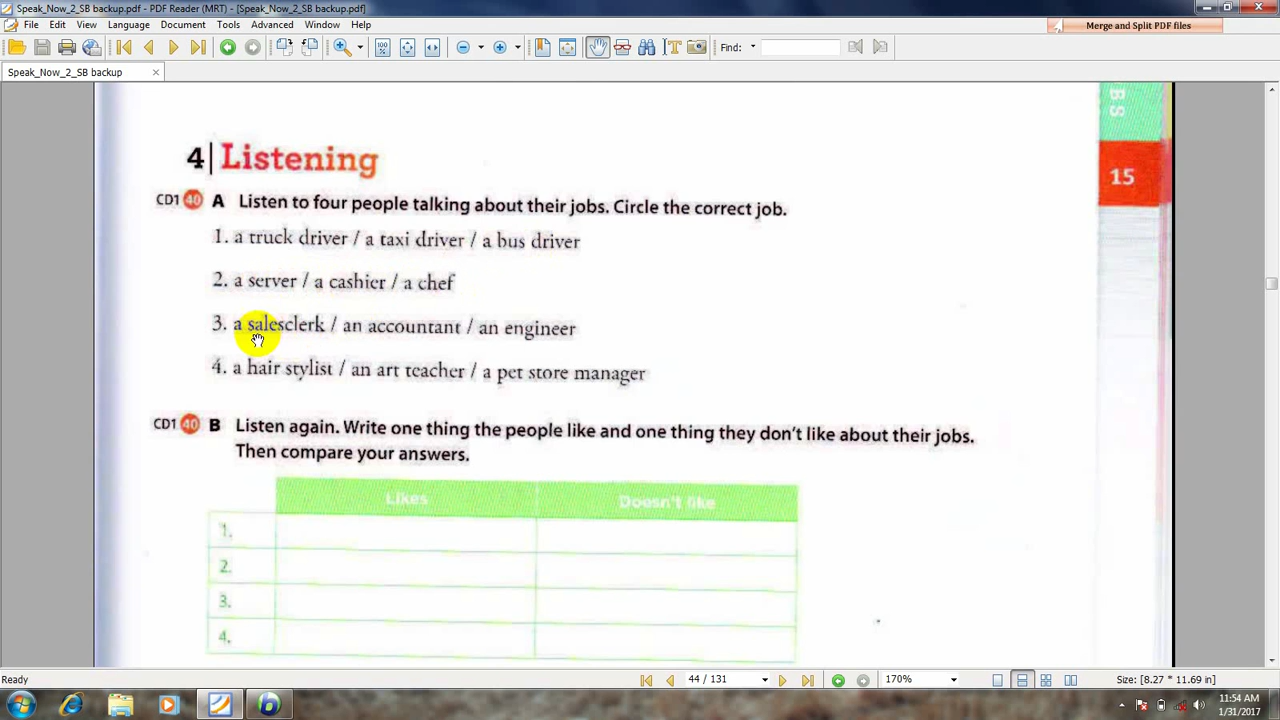 Speak_Now_2_SB backup.pdf - PDF Reader (MRT) - [Speak_Now_2_SB backup.pdf]
File Edit View Language Document Tools Advanced Window Help
Merge and Split PDF files
Find:
Speak_Now_2_SB backup
BS
15
4 | Listening
CD1 40 A Listen to four people talking about their jobs. Circle the correct job.
1. a truck driver / a taxi driver / a bus driver
2. a server / a cashier / a chef
3. a salesclerk / an accountant / an engineer
4. a hair stylist / an art teacher / a pet store manager
CD1 40 B Listen again. Write one thing the people like and one thing they don't like about their jobs.
Then compare your answers.
Likes Doesn't like
1.
2.
3.
4.
Ready 44 / 131 170% Size: [8.27 * 11.69 in]
11:54 AM
1/31/2017